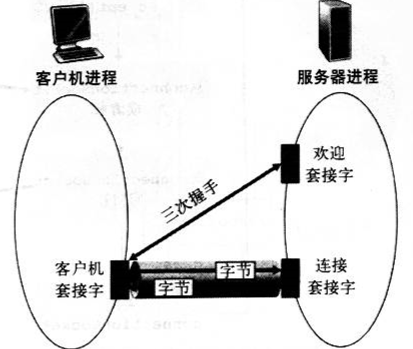 客户机进程
服务器进程
欢迎
套接字
三次握手
客户机
套接字
字节
字节
连接
套接字